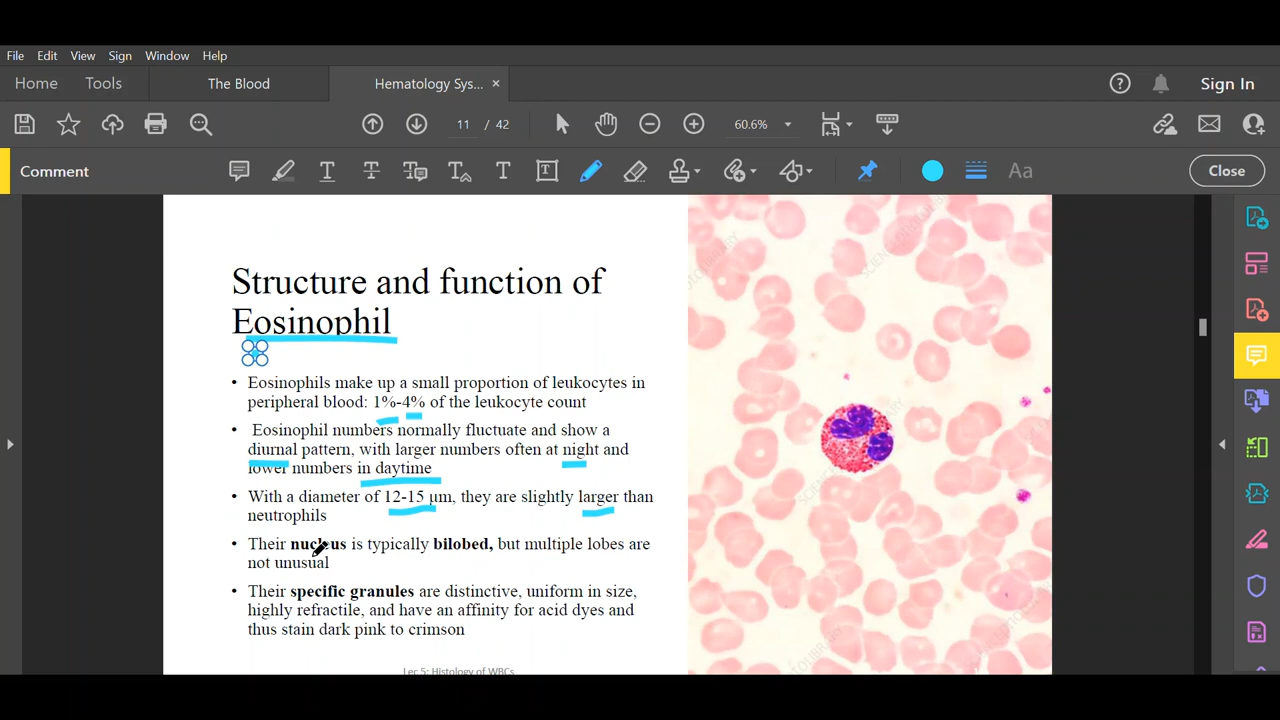 File Edit View Sign Window Help
Home Tools The Blood Hematology Sys... × Sign In
11 / 42 60.6%
Comment Close
Structure and function of
Eosinophil
• Eosinophils make up a small proportion of leukocytes in
peripheral blood: 1%-4% of the leukocyte count
• Eosinophil numbers normally fluctuate and show a
diurnal pattern, with larger numbers often at night and
lower numbers in daytime
• With a diameter of 12-15 μm, they are slightly larger than
neutrophils
• Their nucleus is typically bilobed, but multiple lobes are
not unusual
• Their specific granules are distinctive, uniform in size,
highly refractile, and have an affinity for acid dyes and
thus stain dark pink to crimson
Lec 5: Histology of WBCs